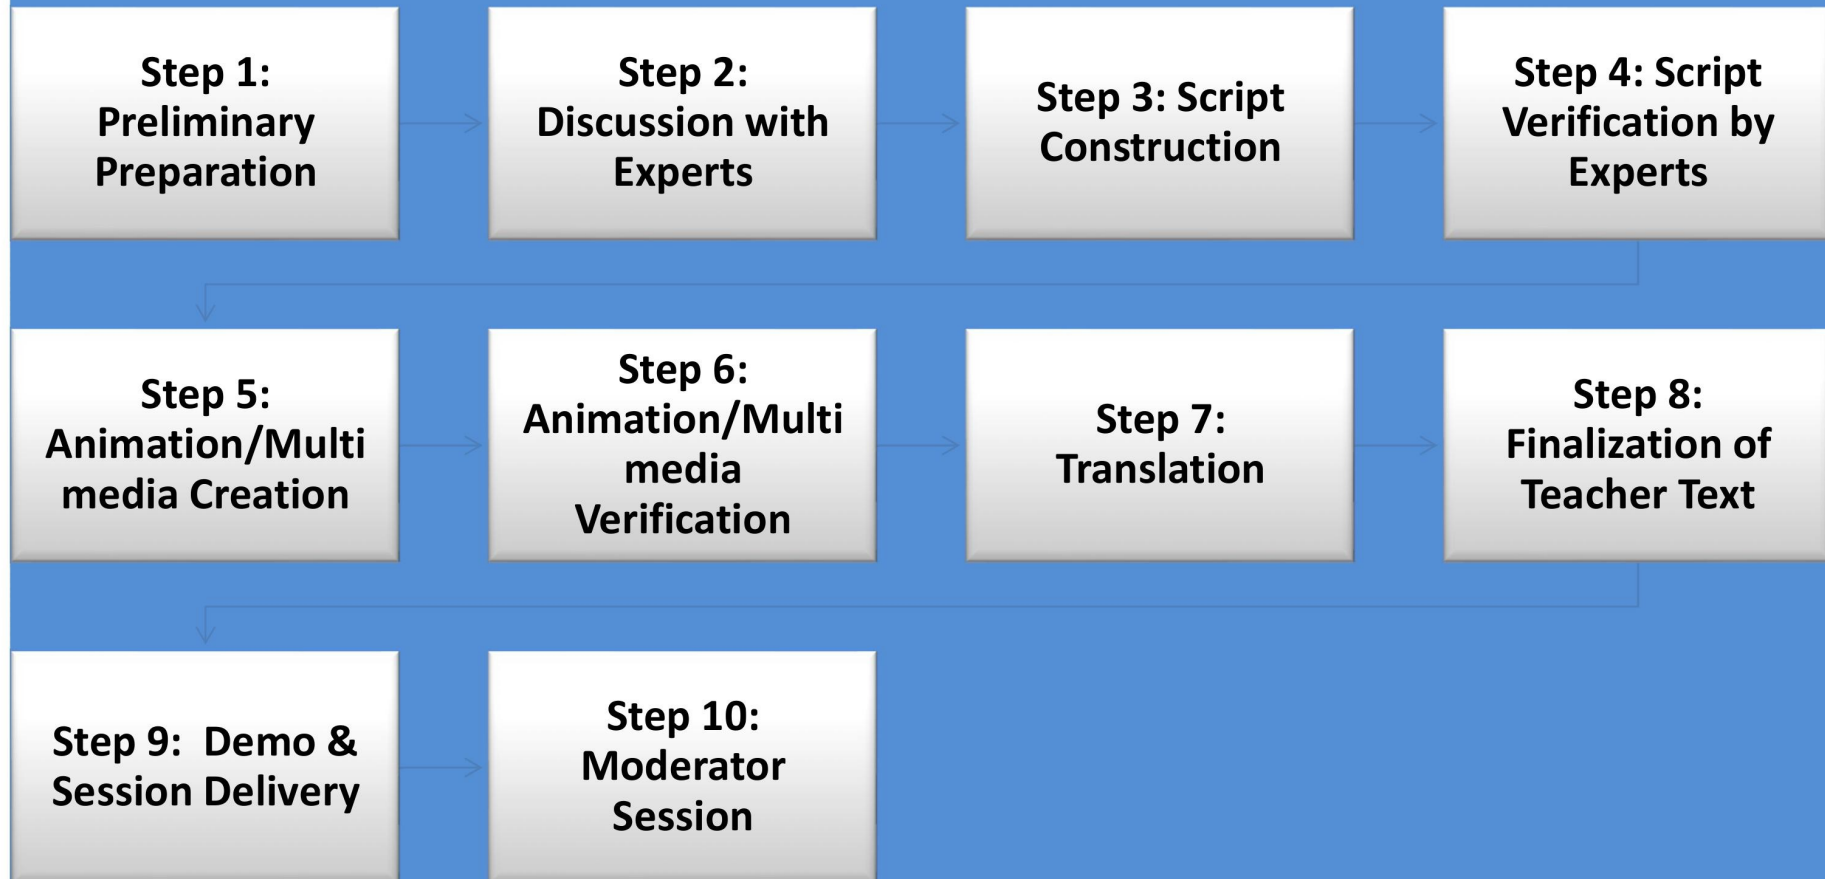 Step 1:
Preliminary
Preparation
Step 2:
Discussion with
Experts
Step 3: Script
Construction
Step 4: Script
Verification by
Experts
Step 5:
Animation/Multi
media Creation
Step 6:
Animation/Multi
media
Verification
Step 7:
Translation
Step 8:
Finalization of
Teacher Text
Step 9:  Demo &
Session Delivery
Step 10:
Moderator
Session